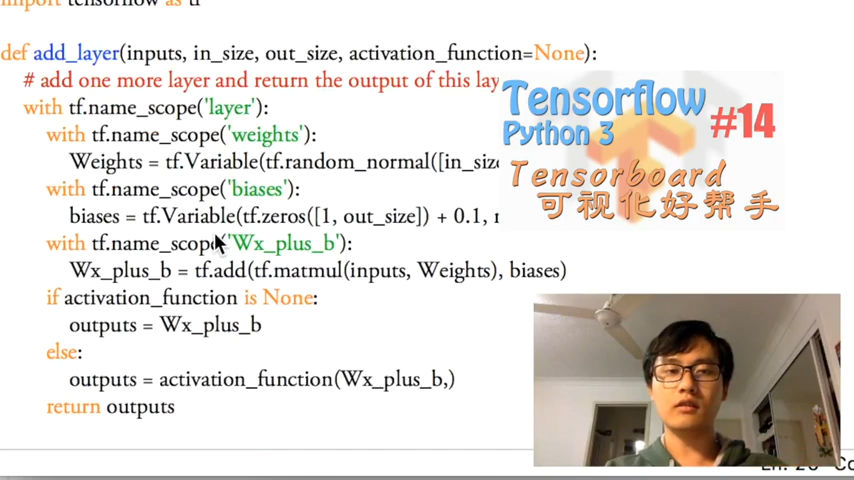 import tensorflow as tf
def add_layer(inputs, in_size, out_size, activation_function=None):
# add one more layer and return the output of this lay
with tf.name_scope('layer'):
with tf.name_scope('weights'):
Weights = tf.Variable(tf.random_normal([in_size
with tf.name_scope('biases'):
biases = tf.Variable(tf.zeros([1, out_size]) + 0.1, n
with tf.name_scope('Wx_plus_b'):
Wx_plus_b = tf.add(tf.matmul(inputs, Weights), biases)
if activation_function is None:
outputs = Wx_plus_b
else:
outputs = activation_function(Wx_plus_b,)
return outputs
Tensorflow
Python 3
#14
Tensorboard
可视化好帮手